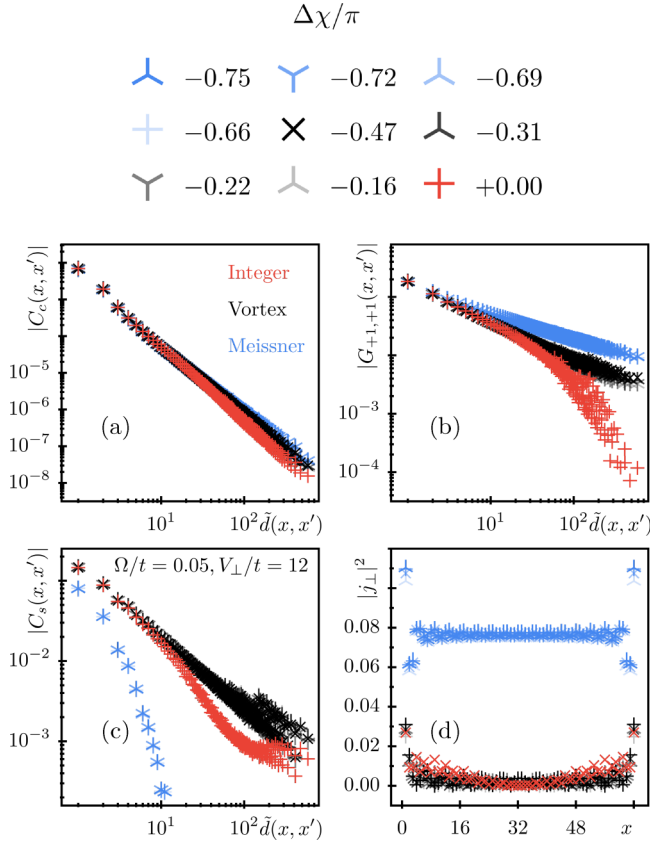 Δχ/π
−0.75 −0.72 −0.69
−0.66 −0.47 −0.31
−0.22 −0.16 +0.00
|C_c(x, x′)|
10^−5
10^−6
10^−7
10^−8
Integer
Vortex
Meissner
(a)
10^1 10^2 d̃(x, x′)
|G_{+1,+1}(x, x′)|
10^−3
10^−4
(b)
10^1 10^2 d̃(x, x′)
|C_s(x, x′)|
10^−2
10^−3
Ω/t = 0.05, V_⊥/t = 12
(c)
10^1 10^2 d̃(x, x′)
|j_⊥|^2
0.08
0.06
0.04
0.02
0.00
(d)
0 16 32 48 x